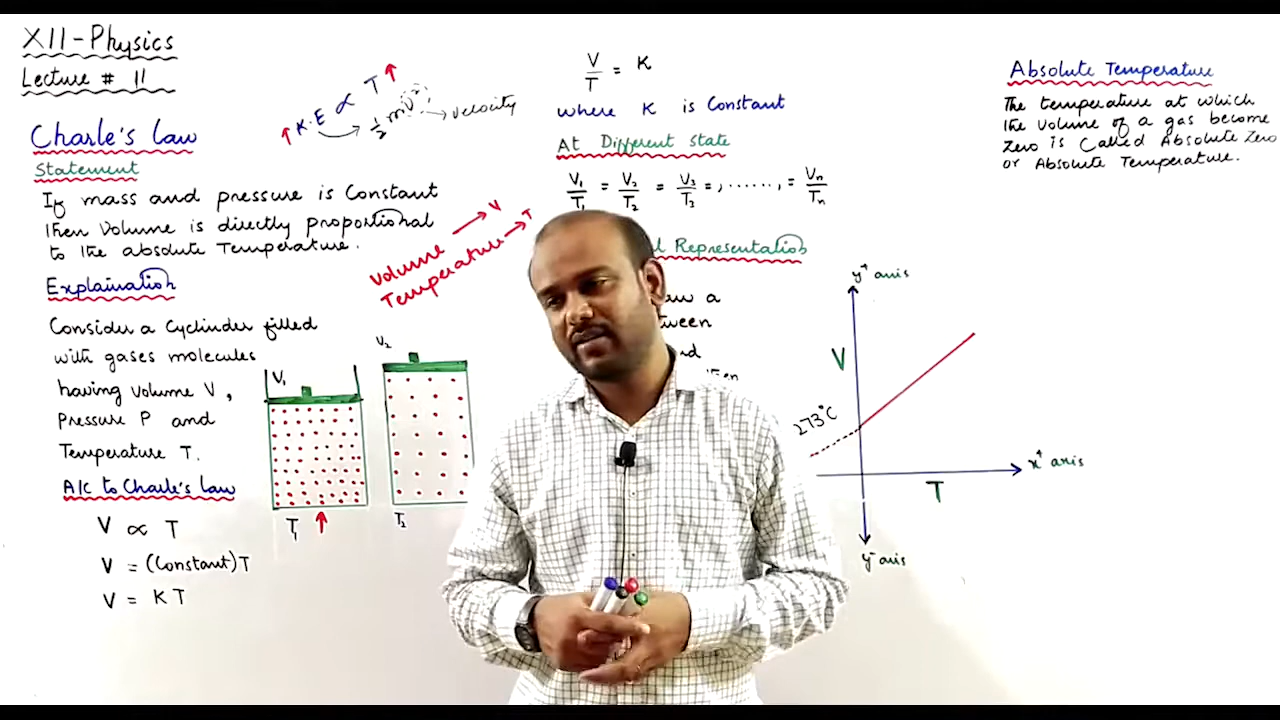 XII-Physics
Lecture # 11
Charle's law
Statement
If mass and pressure is Constant
then Volume is directly proportional
to the absolute Temperature.
Explaination
Consider a Cyclinder filled
with gases molecules
having volume V,
Pressure P and
Temperature T.
A/C to Charle's law
V ∝ T
V = (Constant) T
V = K T
↑ K.E ∝ T ↑
→ 1/2 mv² → velocity
Volume → V
Temperature → T
V₁
T₁ ↑
V₂
T₂
V/T = K
where K is Constant
At Different State
V₁/T₁ = V₂/T₂ = V₃/T₃ = , ......, = Vn/Tn
Representation
a
y⁺ axis
V
273°C
x⁺ axis
T
y⁻ axis
Absolute Temperature
The temperature at which
the volume of a gas become
Zero is Called Absolute Zero
or Absolute Temperature.